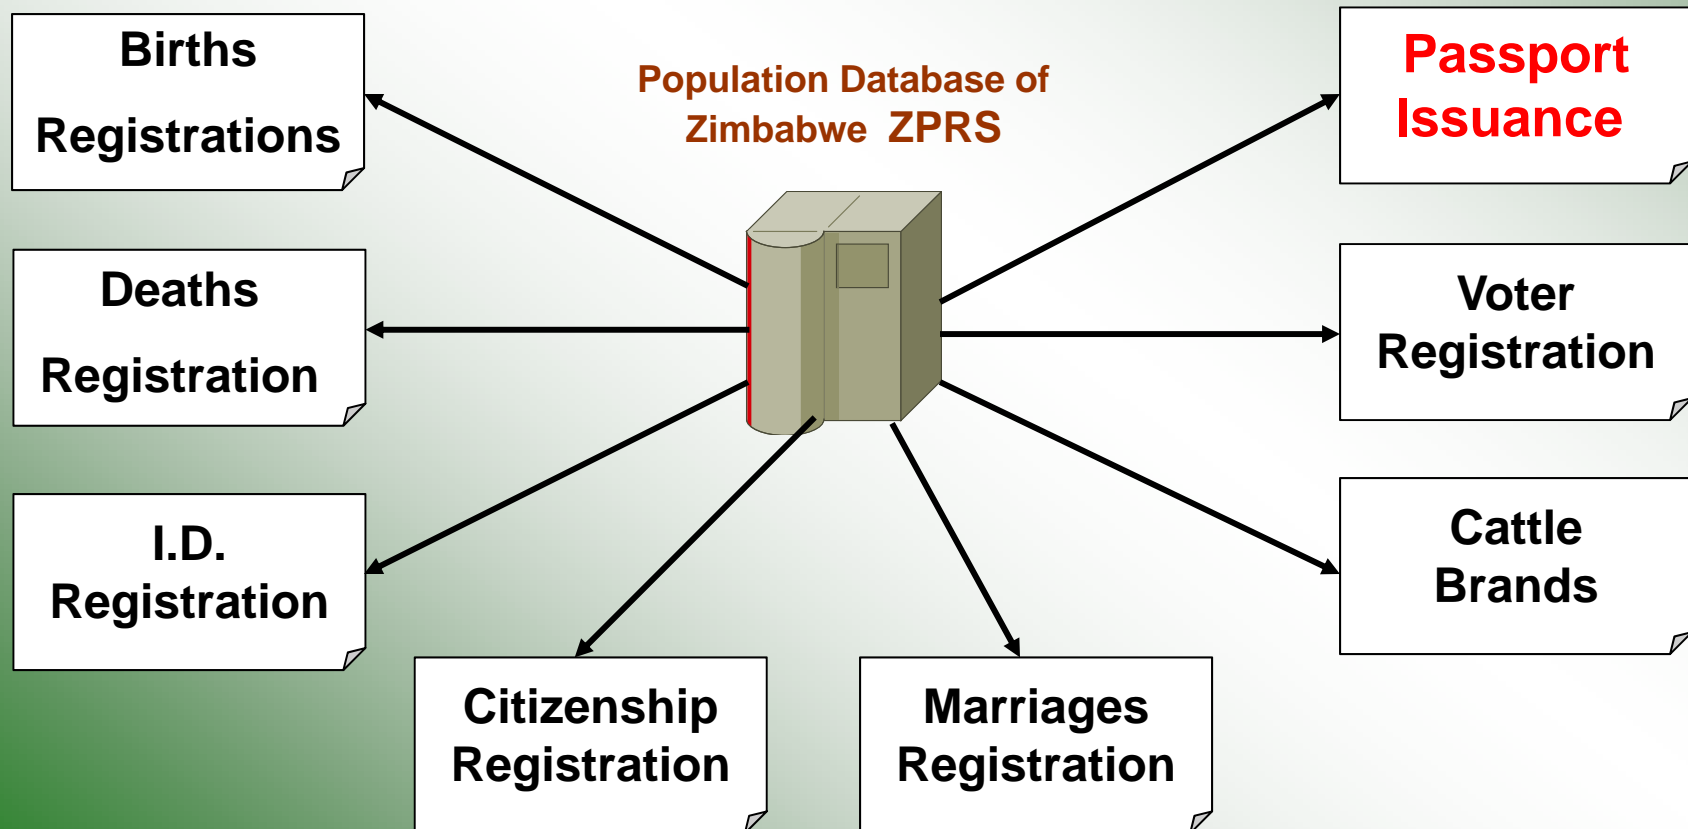 Births
Registrations
Population Database of
Zimbabwe ZPRS
Passport
Issuance
Deaths
Registration
Voter
Registration
I.D.
Registration
Cattle
Brands
Citizenship
Registration
Marriages
Registration